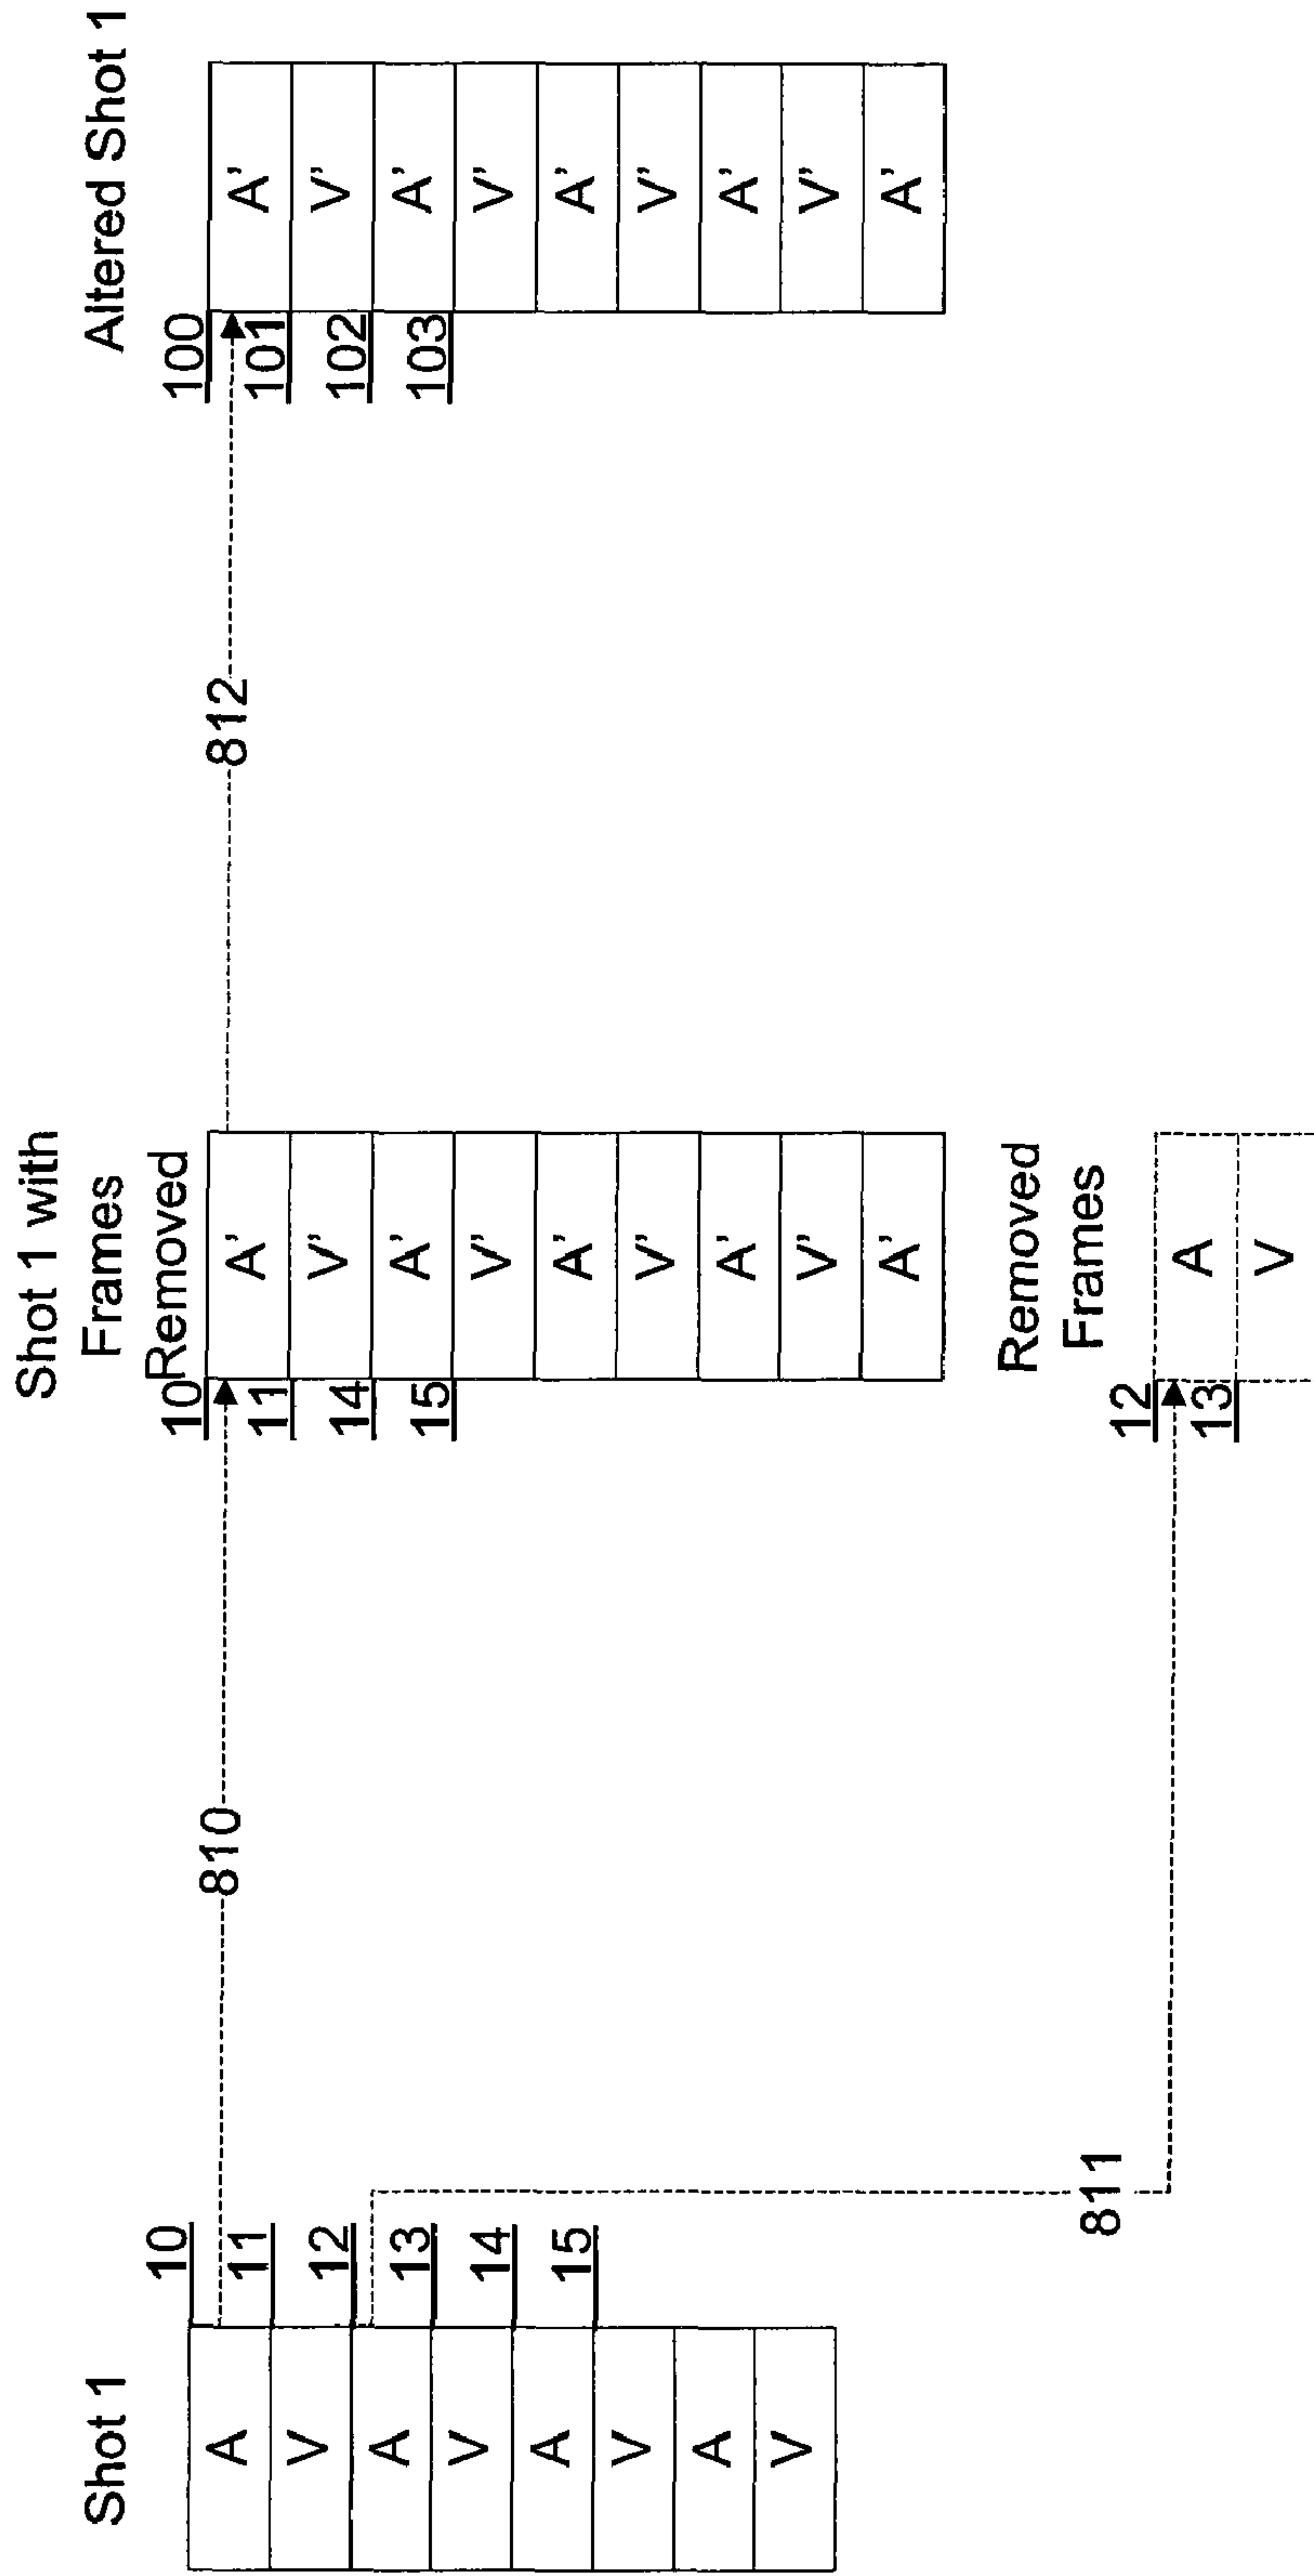 Shot 1
A
V
A
V
A
V
A
V
10
11
12
13
14
15
810
811
Shot 1 with
Frames
Removed
10
11
14
15
A'
V'
A'
V'
A'
V'
A'
V'
A'
Removed
Frames
12
13
A
V
812
Altered Shot 1
100
101
102
103
A'
V'
A'
V'
A'
V'
A'
V'
A'